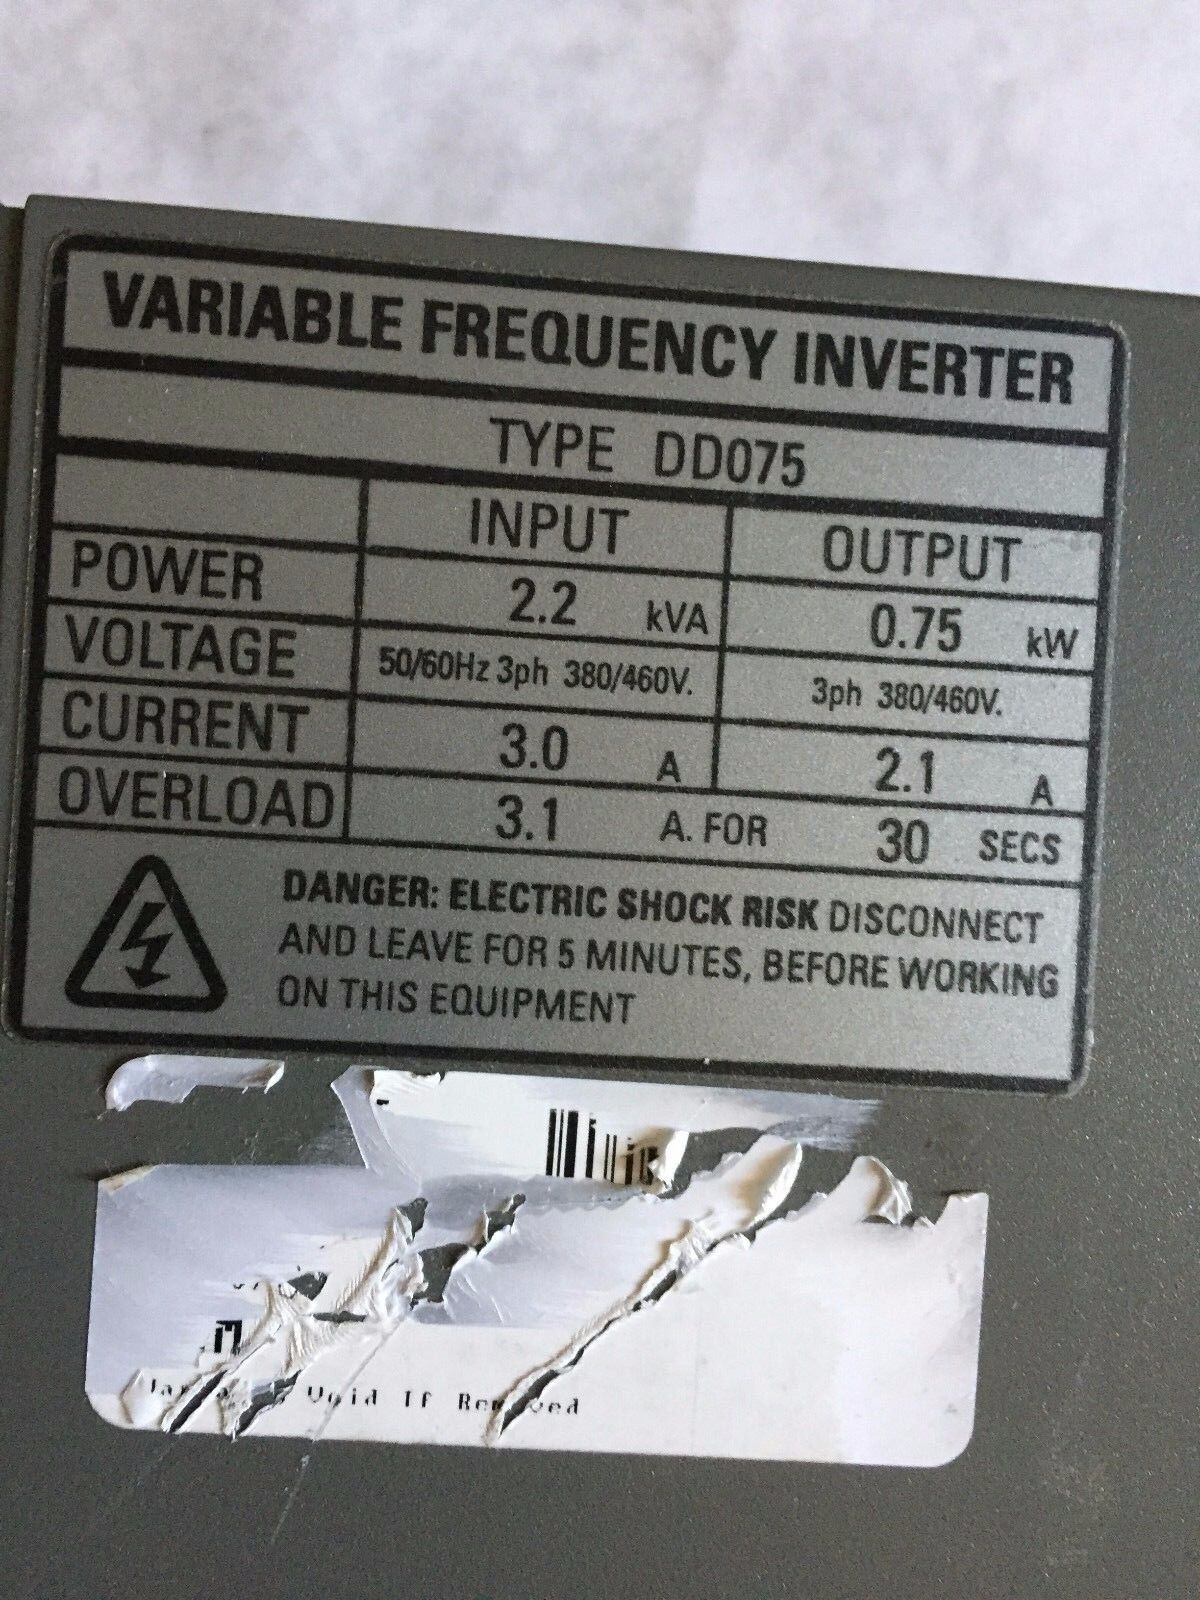 VARIABLE FREQUENCY INVERTER
TYPE DD075
INPUT OUTPUT
POWER 2.2 kVA 0.75 kW
VOLTAGE 50/60Hz 3ph 380/460V. 3ph 380/460V.
CURRENT 3.0 A 2.1 A
OVERLOAD 3.1 A. FOR 30 SECS
DANGER: ELECTRIC SHOCK RISK DISCONNECT
AND LEAVE FOR 5 MINUTES, BEFORE WORKING
ON THIS EQUIPMENT
Void If